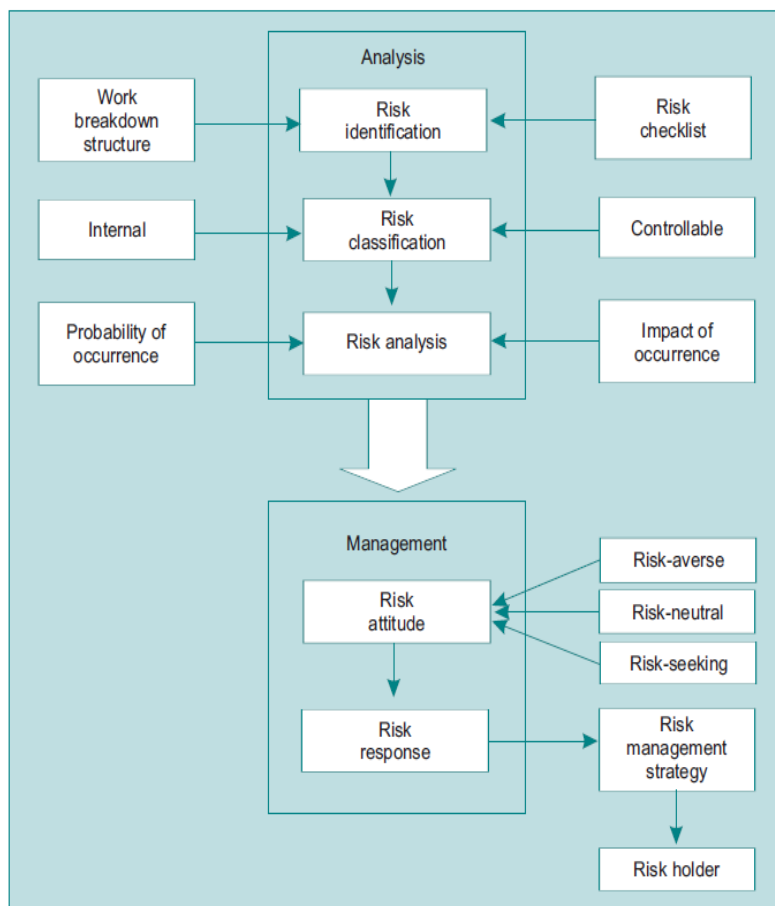 Analysis
Work
breakdown
structure
Risk
identification
Risk
checklist
Internal
Risk
classification
Controllable
Probability of
occurrence
Risk analysis
Impact of
occurrence
Management
Risk
attitude
Risk-averse
Risk-neutral
Risk-seeking
Risk
response
Risk
management
strategy
Risk holder